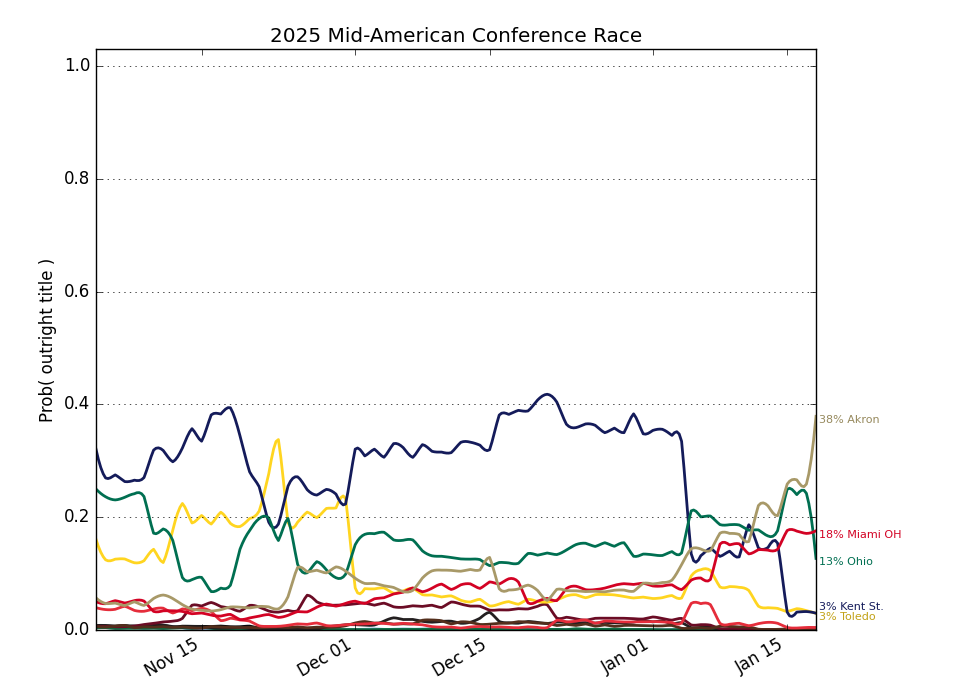 2025 Mid-American Conference Race
Prob( outright title )
1.0
0.8
0.6
0.4
0.2
0.0
38% Akron
18% Miami OH
13% Ohio
3% Kent St.
3% Toledo
Nov 15
Dec 01
Dec 15
Jan 01
Jan 15